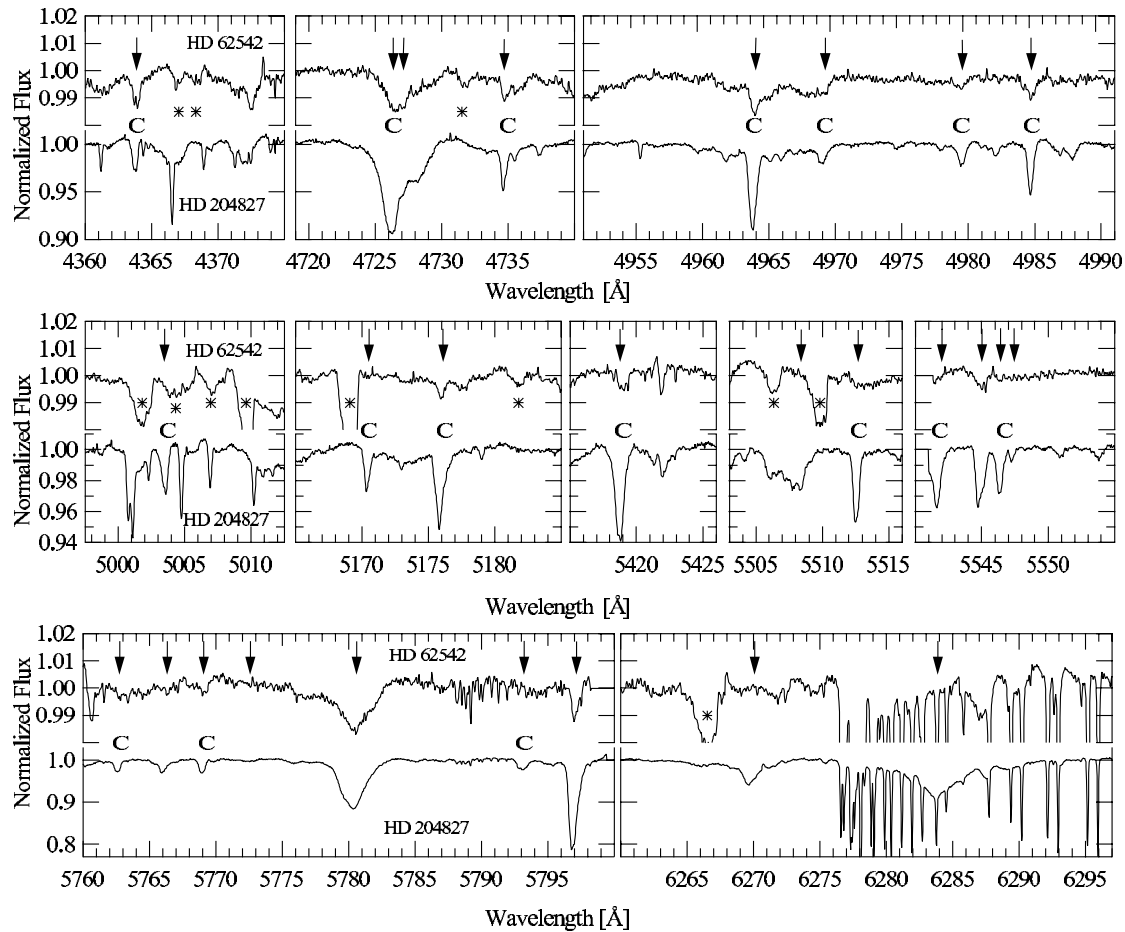 1.02
1.01
1.00
0.99
1.00
0.95
0.90
HD 62542
* *
*
C C C C C C C
HD 204827
4360 4365 4370 4720 4725 4730 4735 4955 4960 4965 4970 4975 4980 4985 4990
Normalized Flux
Wavelength [Å]
1.02
1.01
1.00
0.99
1.00
0.98
0.96
0.94
HD 62542
* * * * * * * *
C C C C C C C
HD 204827
5000 5005 5010 5170 5175 5180 5420 5425 5505 5510 5515 5545 5550
Normalized Flux
Wavelength [Å]
1.02
1.01
1.00
0.99
1.0
0.9
0.8
HD 62542
*
C C C
HD 204827
5760 5765 5770 5775 5780 5785 5790 5795 6265 6270 6275 6280 6285 6290 6295
Normalized Flux
Wavelength [Å]